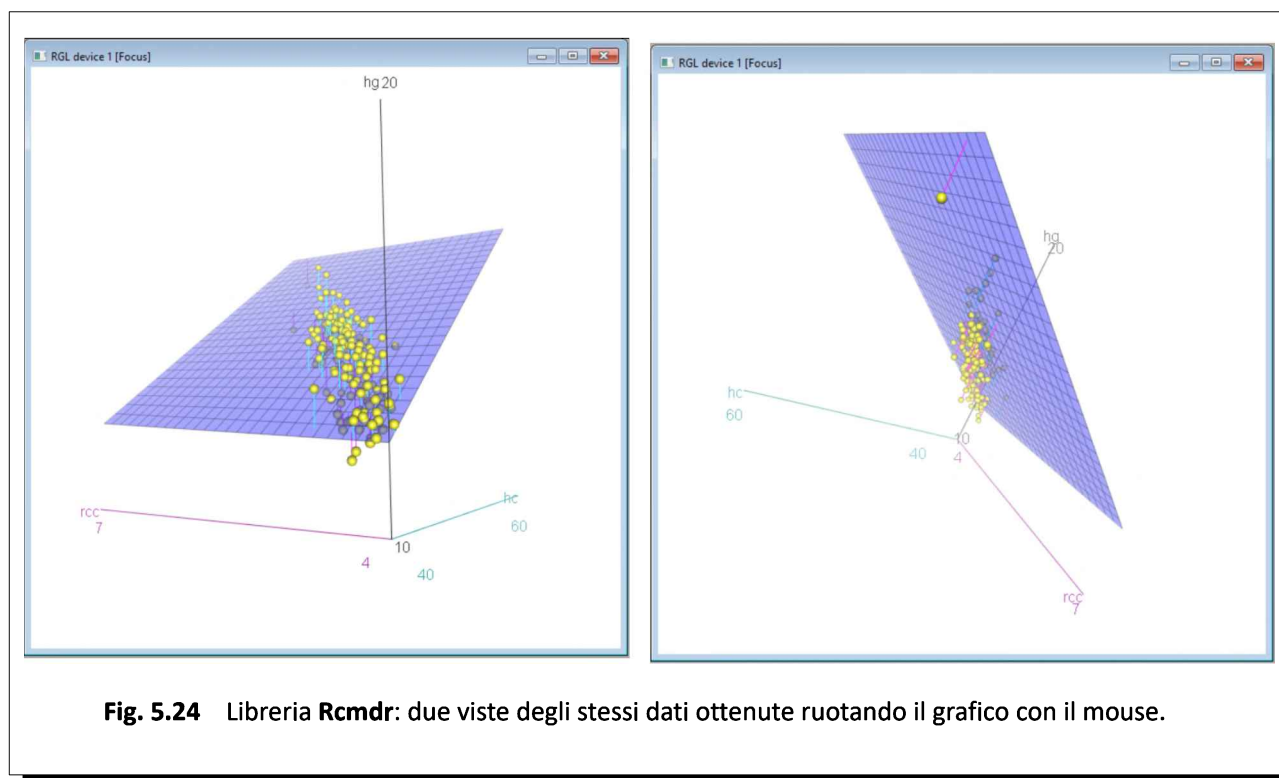 RGL device 1 [Focus]
hg 20
rcc
7
4
10
40
hc
60
RGL device 1 [Focus]
hg
20
hc
60
40
10
4
rcc
7
Fig. 5.24 Libreria Rcmdr: due viste degli stessi dati ottenute ruotando il grafico con il mouse.